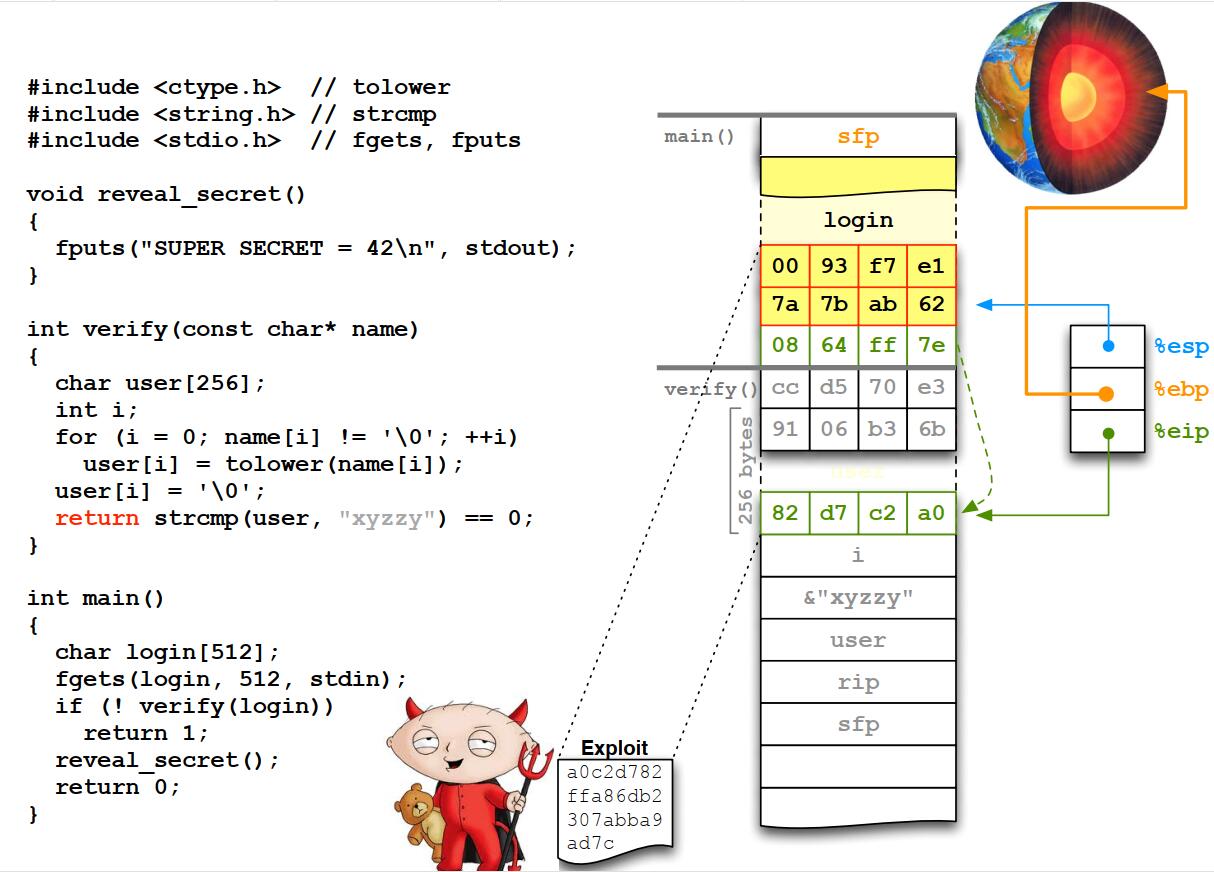 #include <ctype.h>  // tolower
#include <string.h> // strcmp
#include <stdio.h>  // fgets, fputs
void reveal_secret()
{
  fputs("SUPER SECRET = 42\n", stdout);
}
int verify(const char* name)
{
  char user[256];
  int i;
  for (i = 0; name[i] != '\0'; ++i)
    user[i] = tolower(name[i]);
  user[i] = '\0';
  return strcmp(user, "xyzzy") == 0;
}
int main()
{
  char login[512];
  fgets(login, 512, stdin);
  if (! verify(login))
    return 1;
  reveal_secret();
  return 0;
}
Exploit
a0c2d782
ffa86db2
307abba9
ad7c
main()
sfp
login
00 93 f7 e1
7a 7b ab 62
08 64 ff 7e
verify()
cc d5 70 e3
91 06 b3 6b
256 bytes
user
82 d7 c2 a0
i
&"xyzzy"
user
rip
sfp
%esp
%ebp
%eip